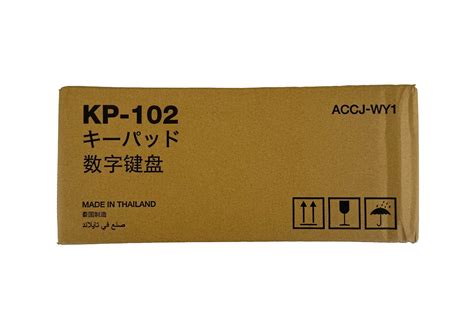 KP-102
ACCJ-WY1
キーパッド
数字键盘
MADE IN THAILAND
泰国制造
صنع في تايلاند